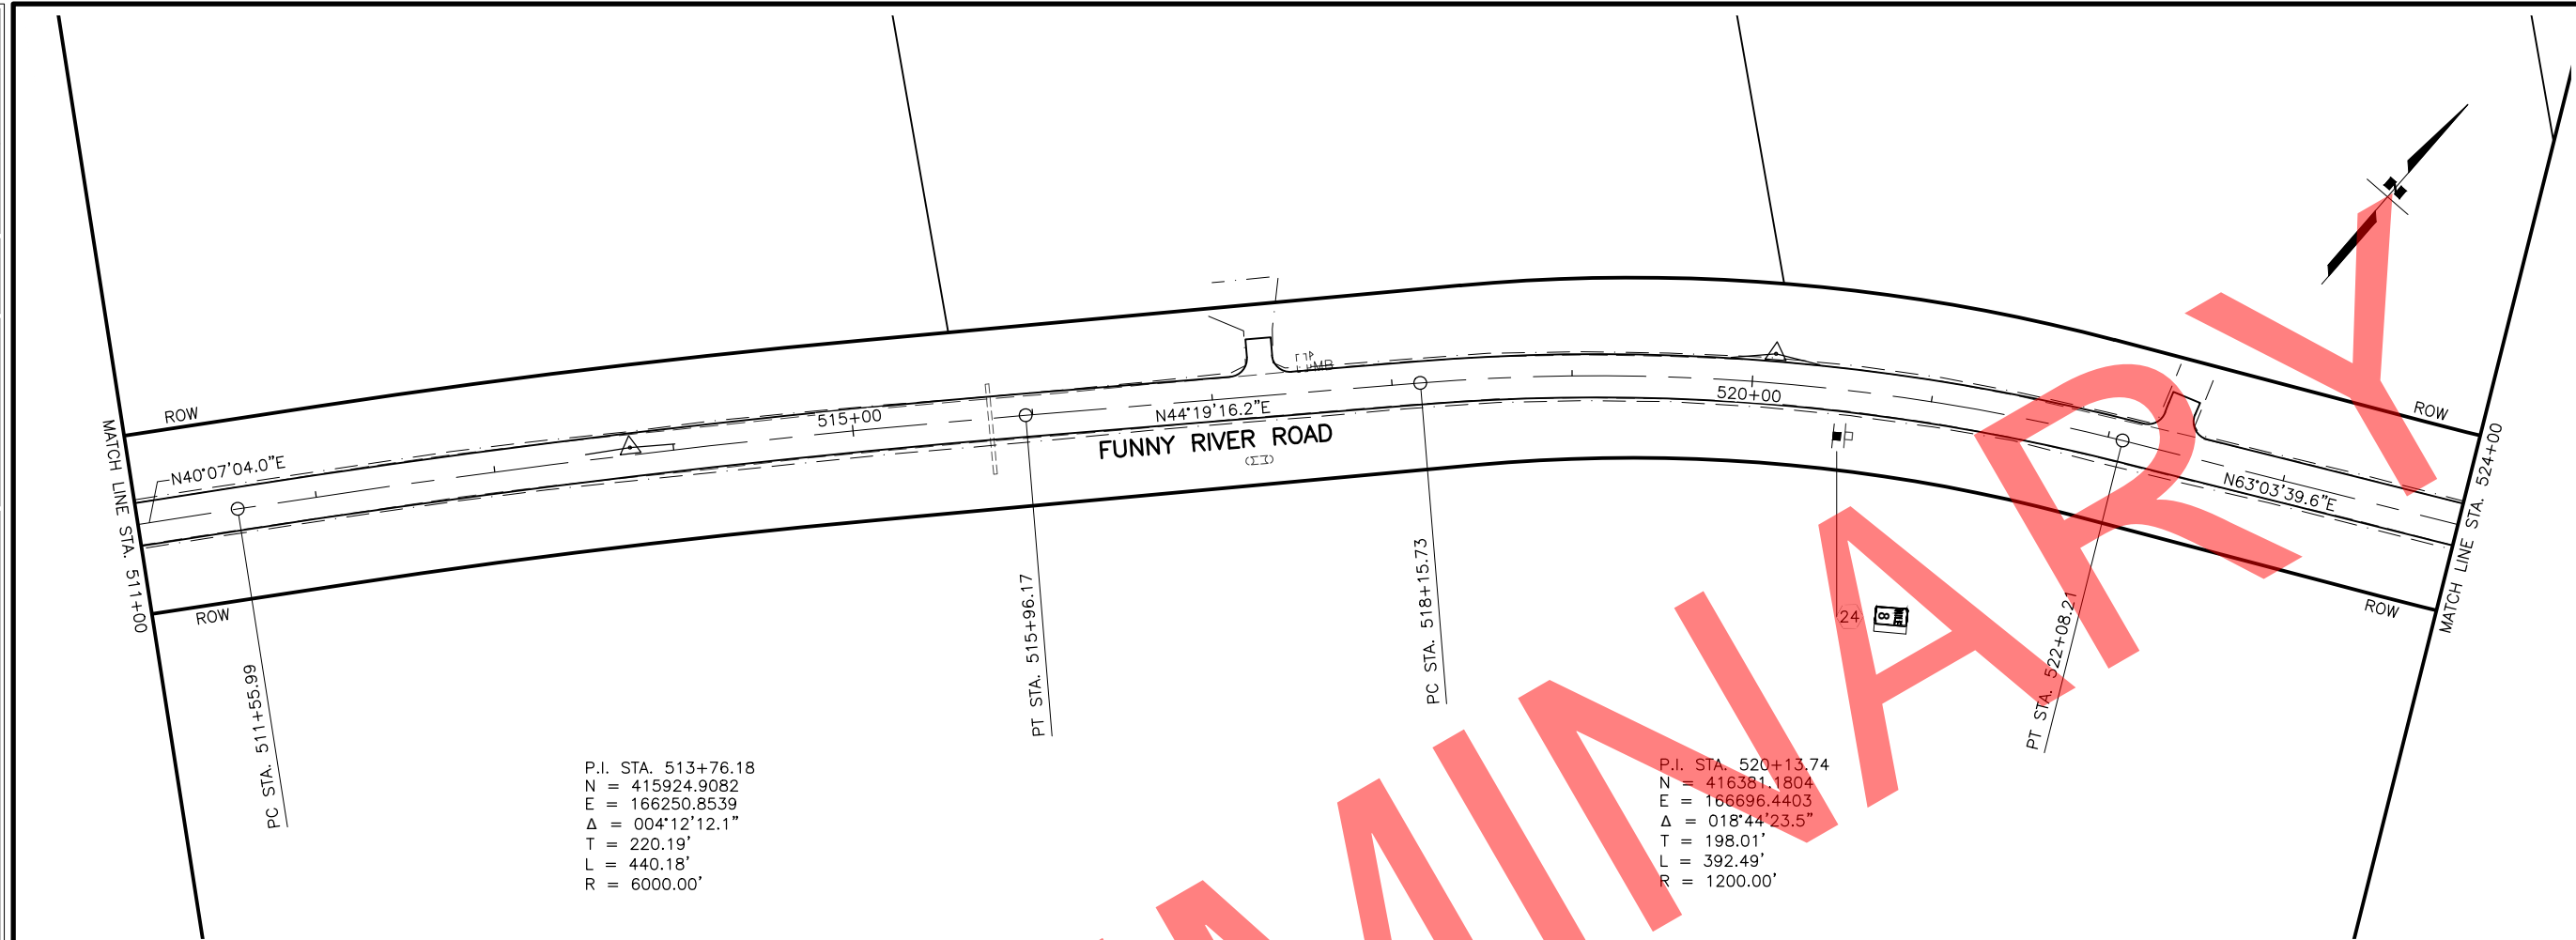 MATCH LINE STA. 511+00
ROW
N40°07'04.0"E
ROW
PC STA. 511+55.99
515+00
PT STA. 515+96.17
N44°19'16.2"E
FUNNY RIVER ROAD
MB
PC STA. 518+15.73
520+00
24
MILE
8
PT STA. 522+08.21
N63°03'39.6"E
ROW
ROW
MATCH LINE STA. 524+00
N
P.I. STA. 513+76.18
N = 415924.9082
E = 166250.8539
Δ = 004°12'12.1"
T = 220.19'
L = 440.18'
R = 6000.00'
P.I. STA. 520+13.74
N = 416381.1804
E = 166696.4403
Δ = 018°44'23.5"
T = 198.01'
L = 392.49'
R = 1200.00'
MINARY